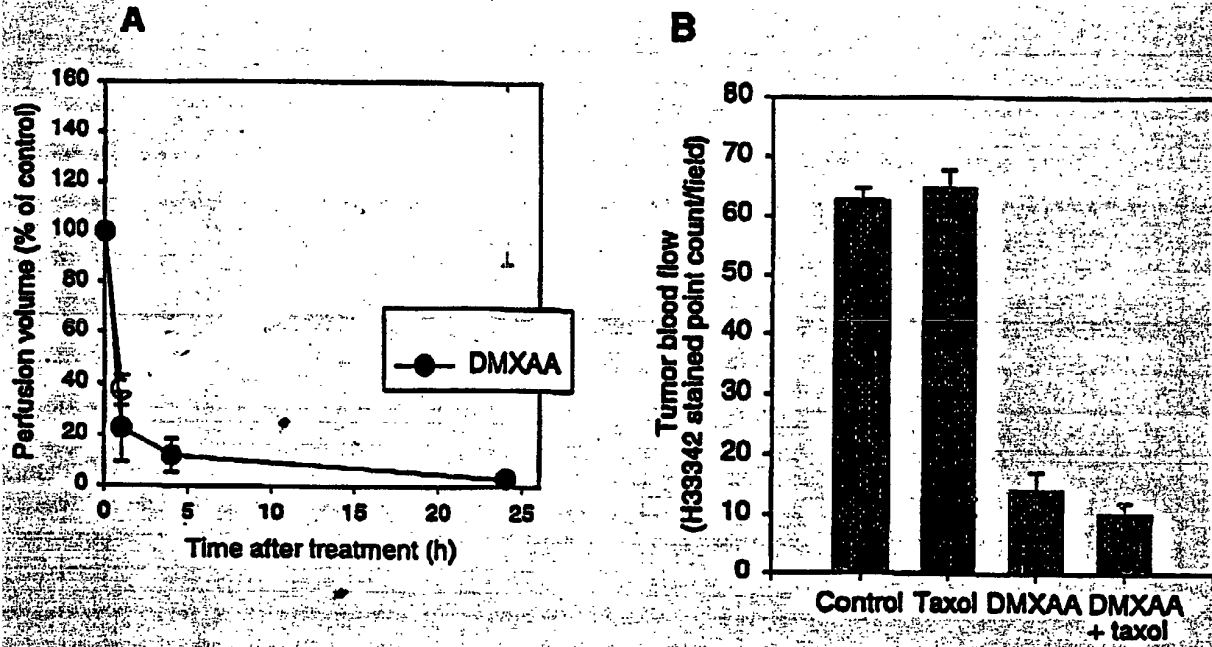 A
Perfusion volume (% of control)
160
140
120
100
80
60
40
20
0
0 5 10 15 20 25
Time after treatment (h)
DMXAA
B
Tumor blood flow
(H33342 stained point count/field)
80
70
60
50
40
30
20
10
0
Control Taxol DMXAA DMXAA
+ taxol